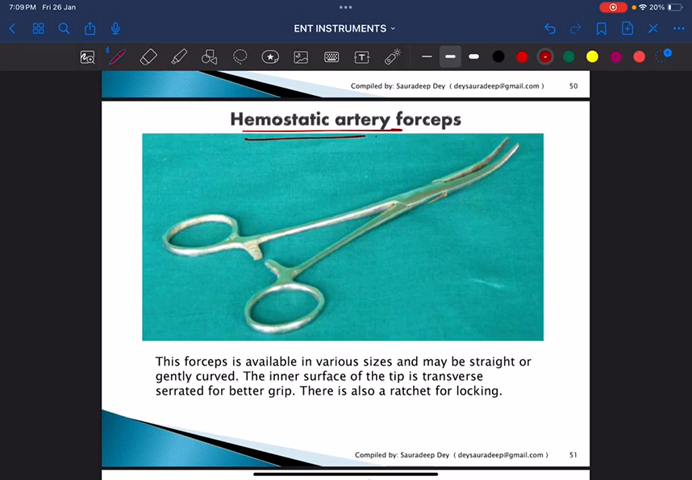 7:09 PM Fri 26 Jan
20%
ENT INSTRUMENTS
T
Compiled by: Sauradeep Dey ( deysauradeep@gmail.com )
50
Hemostatic artery forceps
This forceps is available in various sizes and may be straight or
gently curved. The inner surface of the tip is transverse
serrated for better grip. There is also a ratchet for locking.
Compiled by: Sauradeep Dey ( deysauradeep@gmail.com )
51